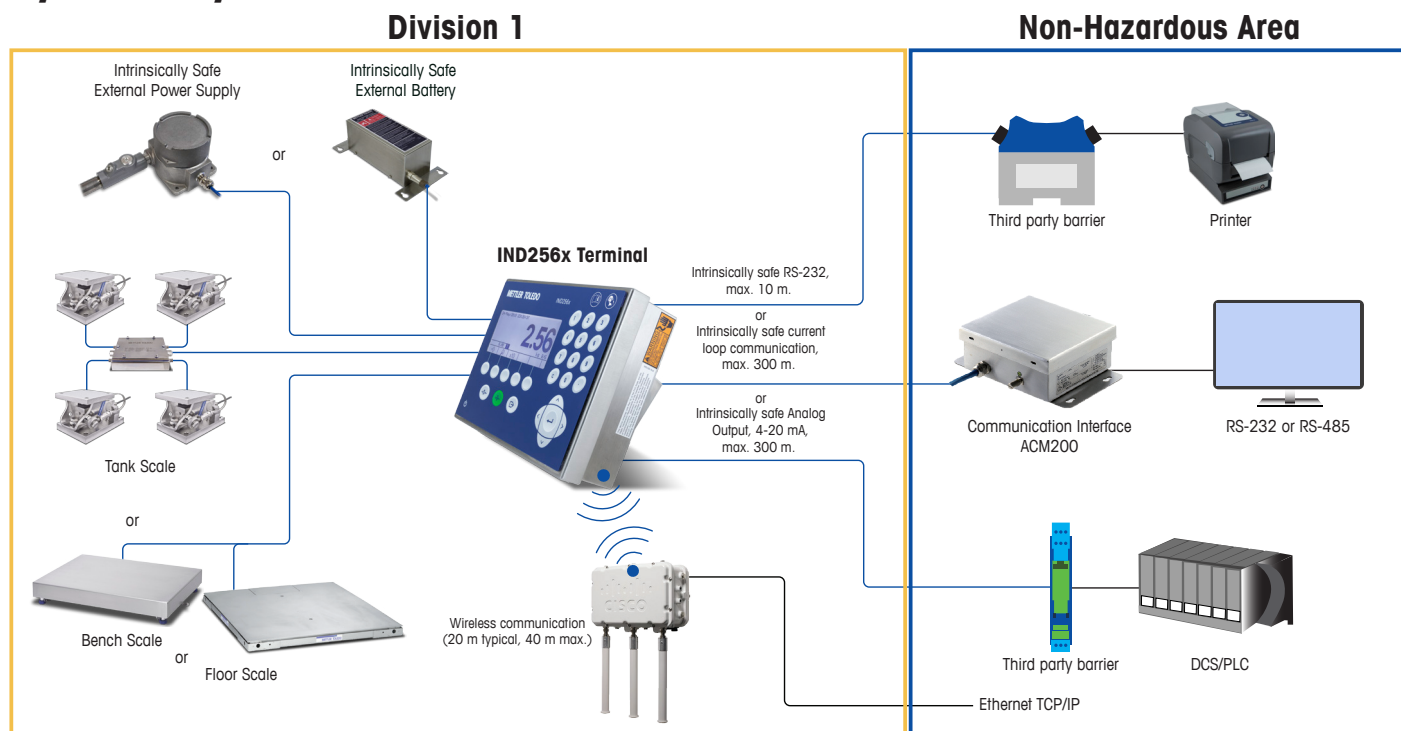 Division 1
Non-Hazardous Area
Intrinsically Safe
External Power Supply
or
Intrinsically Safe
External Battery
Third party barrier
Printer
IND256x Terminal
METTLER TOLEDO
IND256x
2.56
Intrinsically safe RS-232,
max. 10 m.
or
Intrinsically safe current
loop communication,
max. 300 m.
or
Intrinsically safe Analog
Output, 4-20 mA,
max. 300 m.
Communication Interface
ACM200
RS-232 or RS-485
Tank Scale
or
Bench Scale
or
Floor Scale
CISCO
Wireless communication
(20 m typical, 40 m max.)
Third party barrier
DCS/PLC
Ethernet TCP/IP